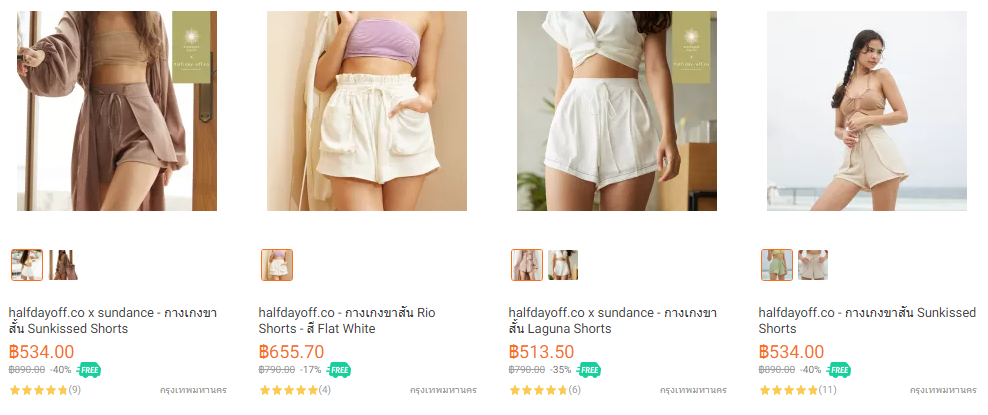 halfdayoff.co x sundance - กางเกงขา
สั้น Sunkissed Shorts
฿534.00
฿890.00 -40% FREE
(9) กรุงเทพมหานคร
halfdayoff.co - กางเกงขาสั้น Rio
Shorts - สี Flat White
฿655.70
฿790.00 -17% FREE
(4) กรุงเทพมหานคร
halfdayoff.co x sundance - กางเกงขา
สั้น Laguna Shorts
฿513.50
฿790.00 -35% FREE
(6) กรุงเทพมหานคร
halfdayoff.co - กางเกงขาสั้น Sunkissed
Shorts
฿534.00
฿890.00 -40% FREE
(11) กรุงเทพมหานคร